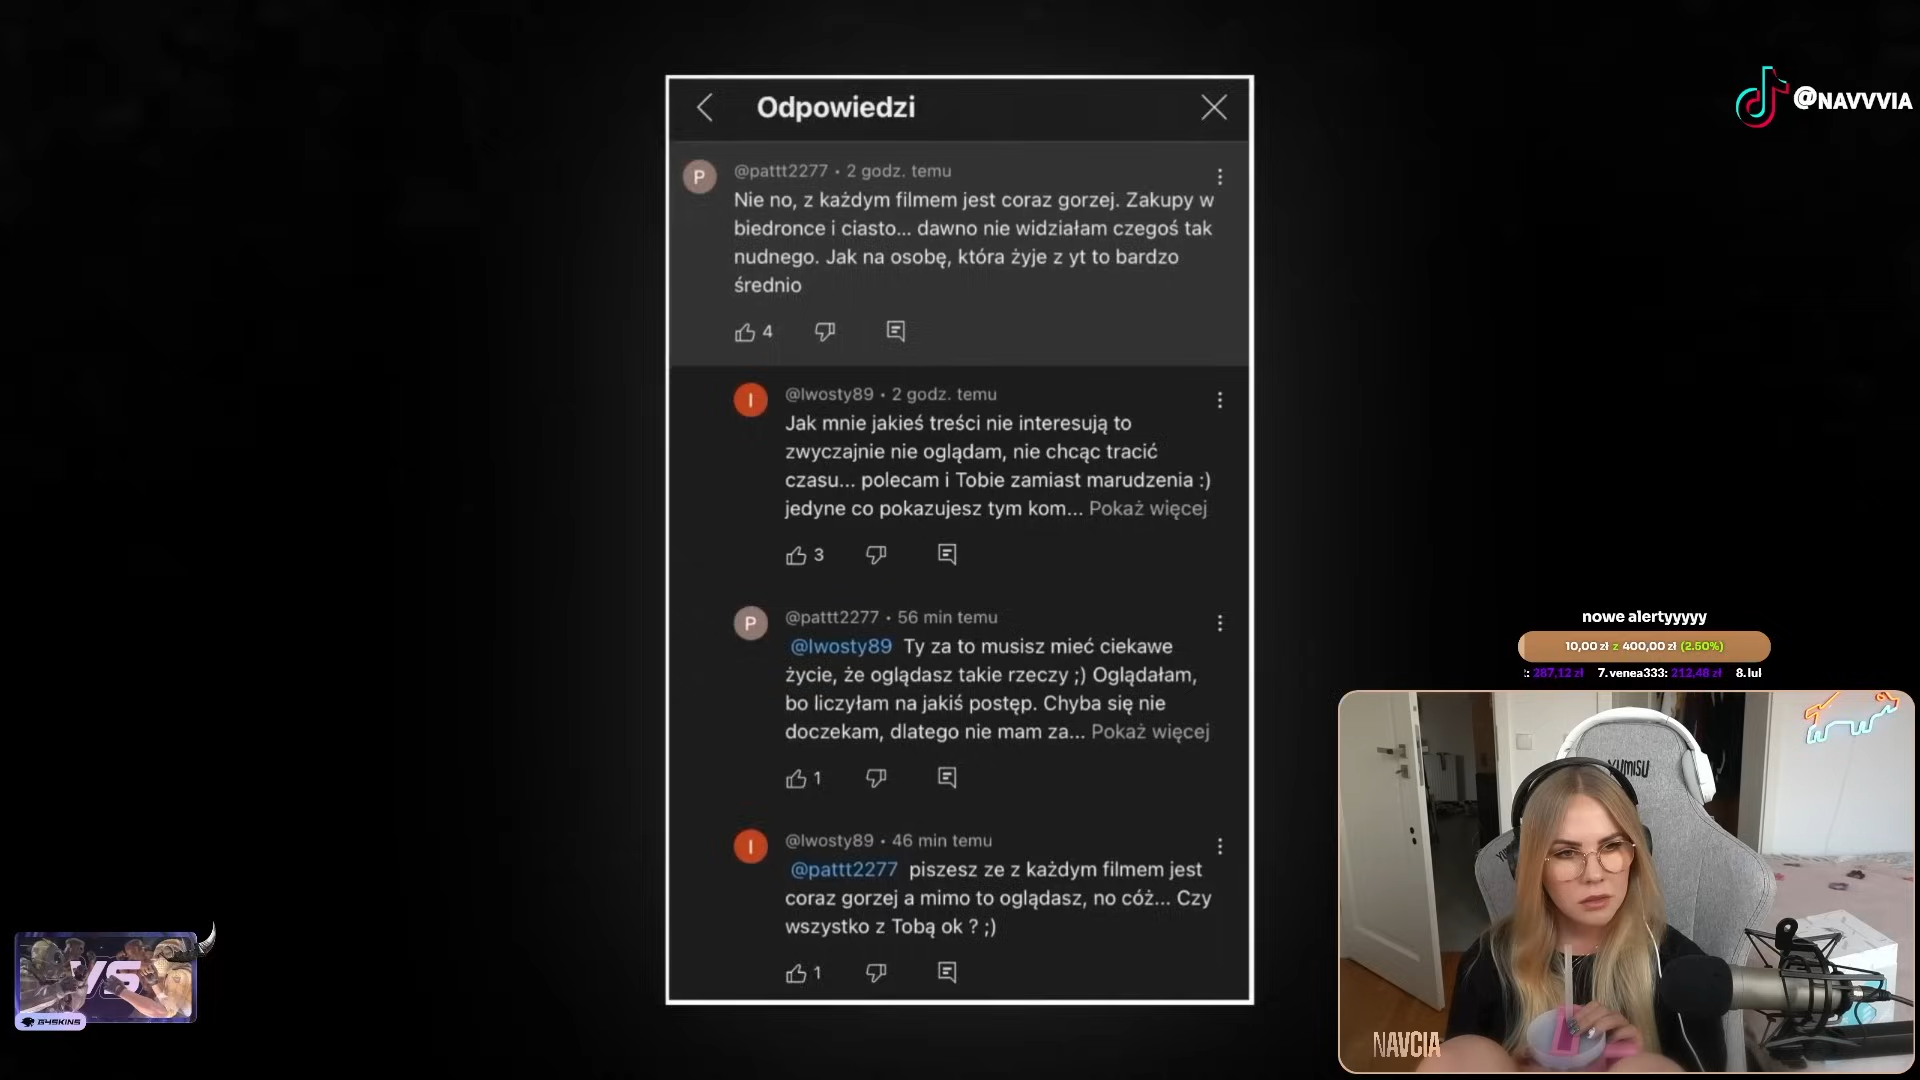 Odpowiedzi
@NAVVVIA
P
@pattt2277 • 2 godz. temu
Nie no, z każdym filmem jest coraz gorzej. Zakupy w
biedronce i ciasto... dawno nie widziałam czegoś tak
nudnego. Jak na osobę, która żyje z yt to bardzo
średnio
4
I
@lwosty89 • 2 godz. temu
Jak mnie jakieś treści nie interesują to
zwyczajnie nie oglądam, nie chcąc tracić
czasu... polecam i Tobie zamiast marudzenia :)
jedyne co pokazujesz tym kom... Pokaż więcej
3
P
@pattt2277 • 56 min temu
@lwosty89 Ty za to musisz mieć ciekawe
życie, że oglądasz takie rzeczy ;) Oglądałam,
bo liczyłam na jakiś postęp. Chyba się nie
doczekam, dlatego nie mam za... Pokaż więcej
1
I
@lwosty89 • 46 min temu
@pattt2277 piszesz ze z każdym filmem jest
coraz gorzej a mimo to oglądasz, no cóż... Czy
wszystko z Tobą ok ? ;)
1
nowe alertyyyyy
10,00 zł z 400,00 zł (2.50%)
: 287,12 zł 7. venea333: 212,48 zł 8. lul
YUMISU
NAVCIA
VS
G4SKINS